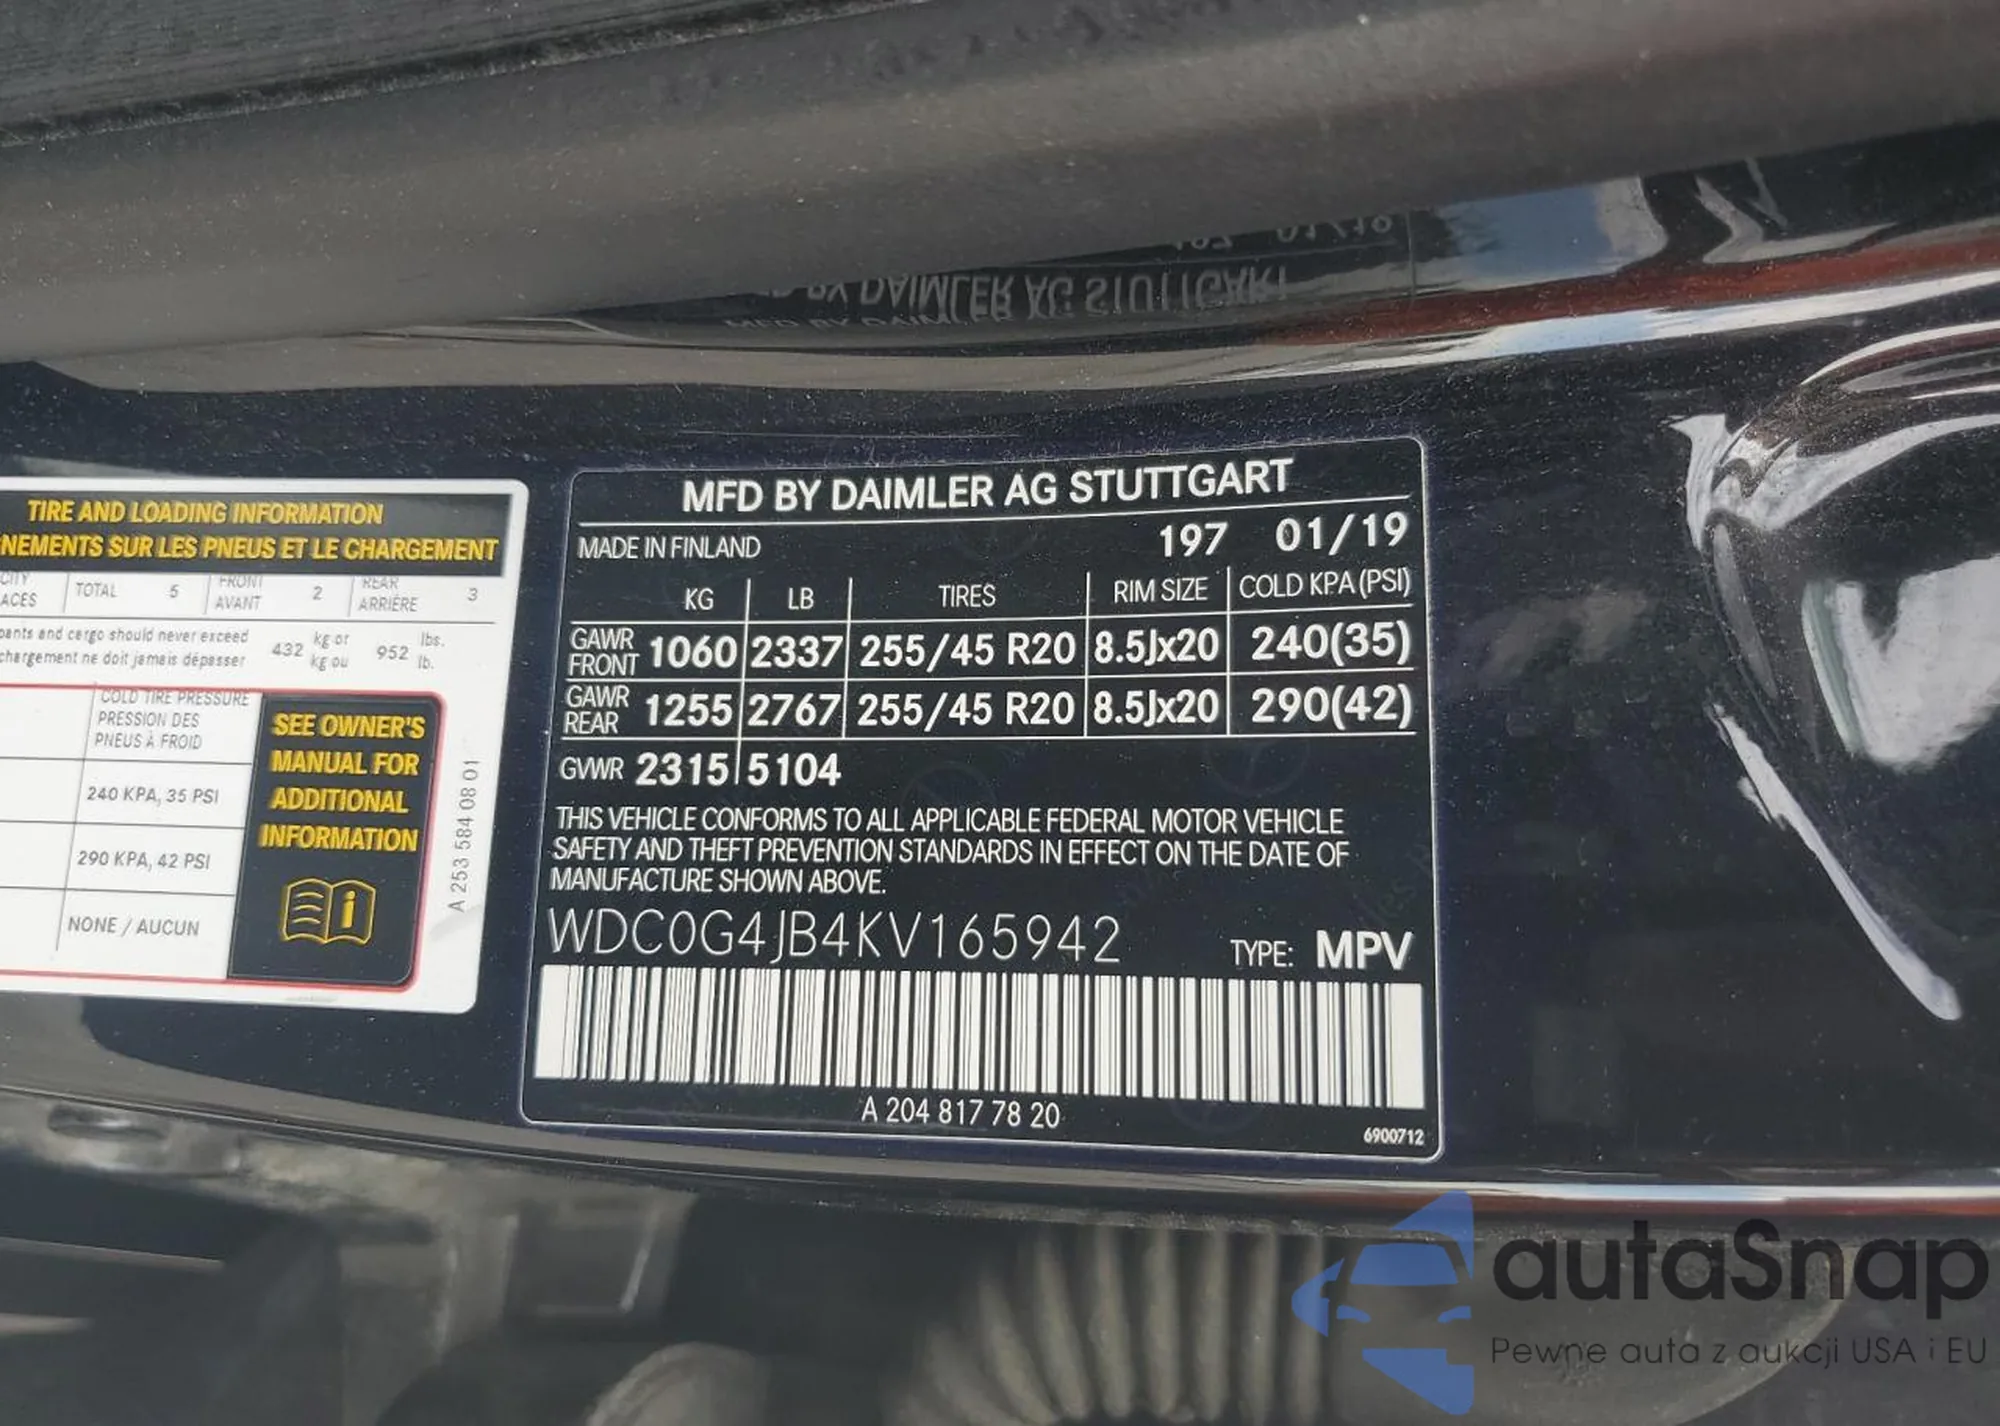 TIRE AND LOADING INFORMATION
NEMENTS SUR LES PNEUS ET LE CHARGEMENT
CITY TOTAL 5 FRONT 2 REAR 3
ACES AVANT ARRIÈRE
pants and cargo should never exceed 432 kg or 952 lbs.
chargement ne doit jamais dépasser kg ou lb.
COLD TIRE PRESSURE
PRESSION DES
PNEUS À FROID
240 KPA, 35 PSI
290 KPA, 42 PSI
NONE / AUCUN
SEE OWNER'S
MANUAL FOR
ADDITIONAL
INFORMATION
A 253 584 08 01
MFD BY DAIMLER AG STUTTGART
MADE IN FINLAND 197 01/19
KG LB TIRES RIM SIZE COLD KPA(PSI)
GAWR FRONT 1060 2337 255/45 R20 8.5Jx20 240(35)
GAWR REAR 1255 2767 255/45 R20 8.5Jx20 290(42)
GVWR 2315 5104
THIS VEHICLE CONFORMS TO ALL APPLICABLE FEDERAL MOTOR VEHICLE
SAFETY AND THEFT PREVENTION STANDARDS IN EFFECT ON THE DATE OF
MANUFACTURE SHOWN ABOVE.
WDC0G4JB4KV165942 TYPE: MPV
A 204 817 78 20
6900712
autaSnap
Pewne auta z aukcji USA i EU